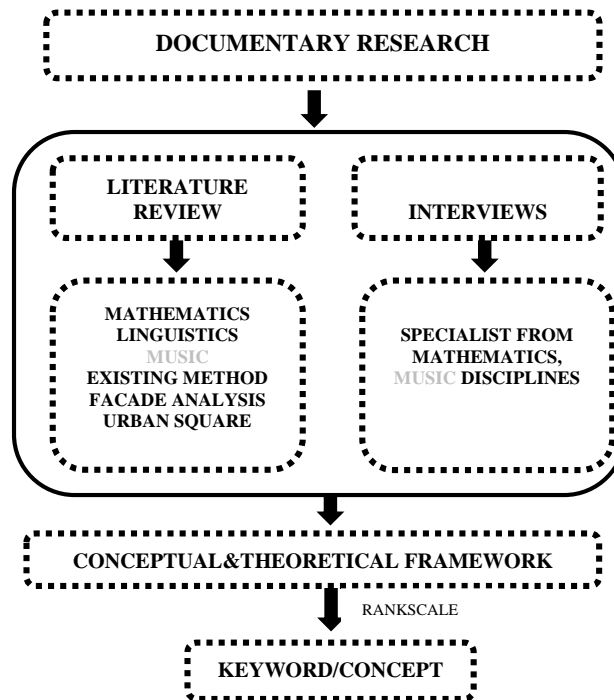 DOCUMENTARY RESEARCH
LITERATURE
REVIEW
MATHEMATICS
LINGUISTICS
MUSIC
EXISTING METHOD
FACADE ANALYSIS
URBAN SQUARE
INTERVIEWS
SPECIALIST FROM
MATHEMATICS,
MUSIC DISCIPLINES
CONCEPTUAL&THEORETICAL FRAMEWORK
RANKSCALE
KEYWORD/CONCEPT